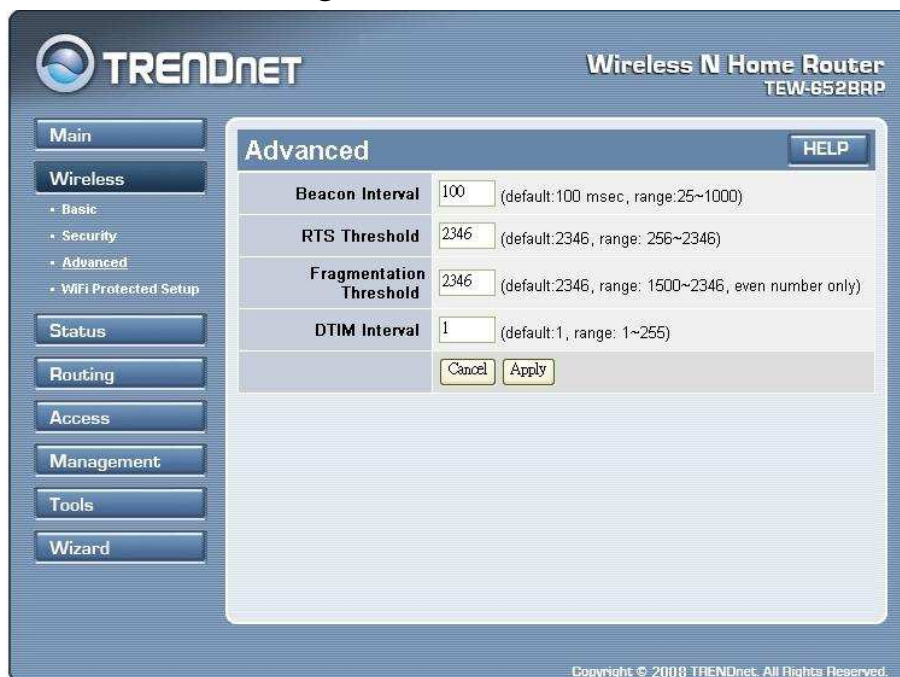 TRENDNET
Wireless N Home Router
TEW-652BRP
Main
Wireless
• Basic
• Security
• Advanced
• WiFi Protected Setup
Status
Routing
Access
Management
Tools
Wizard
Advanced
HELP
Beacon Interval 100 (default:100 msec, range:25~1000)
RTS Threshold 2346 (default:2346, range: 256~2346)
Fragmentation
Threshold 2346 (default:2346, range: 1500~2346, even number only)
DTIM Interval 1 (default:1, range: 1~255)
Cancel Apply
Copyright © 2008 TRENDnet. All Rights Reserved.